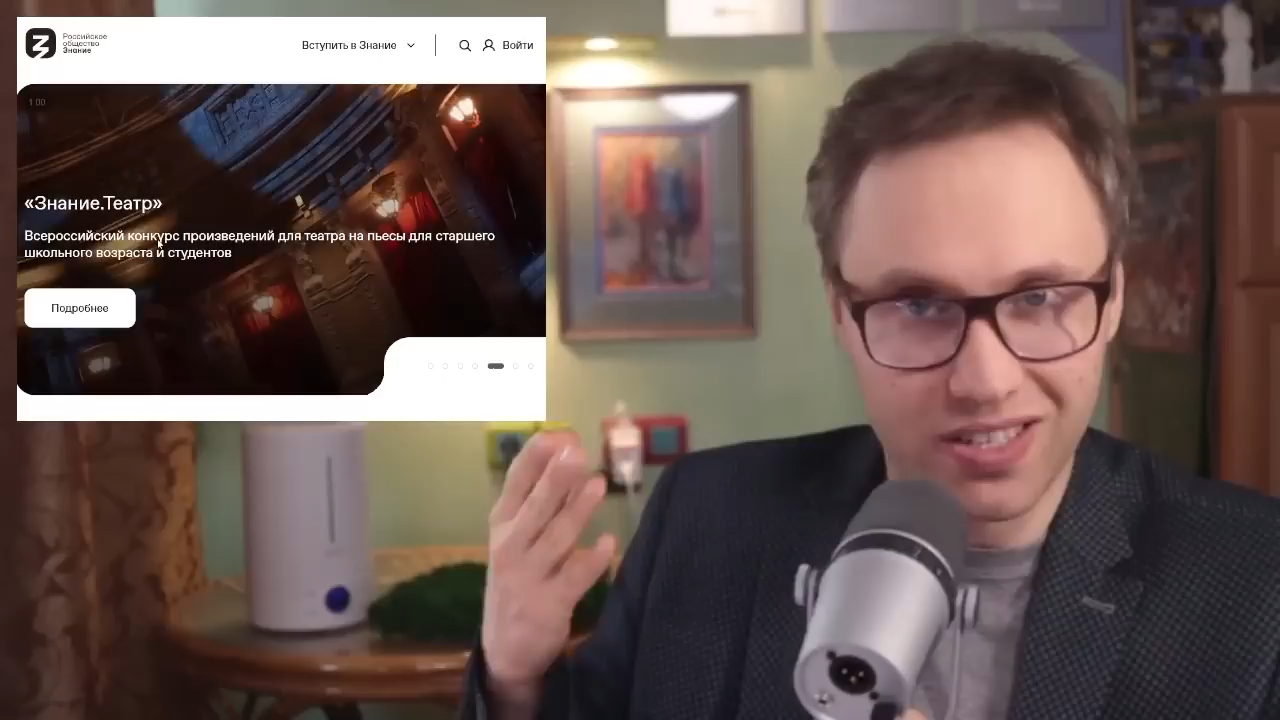 Российское
общество
Знание
Вступить в Знание
Войти
«Знание.Театр»
Всероссийский конкурс произведений для театра на пьесы для старшего
школьного возраста и студентов
Подробнее